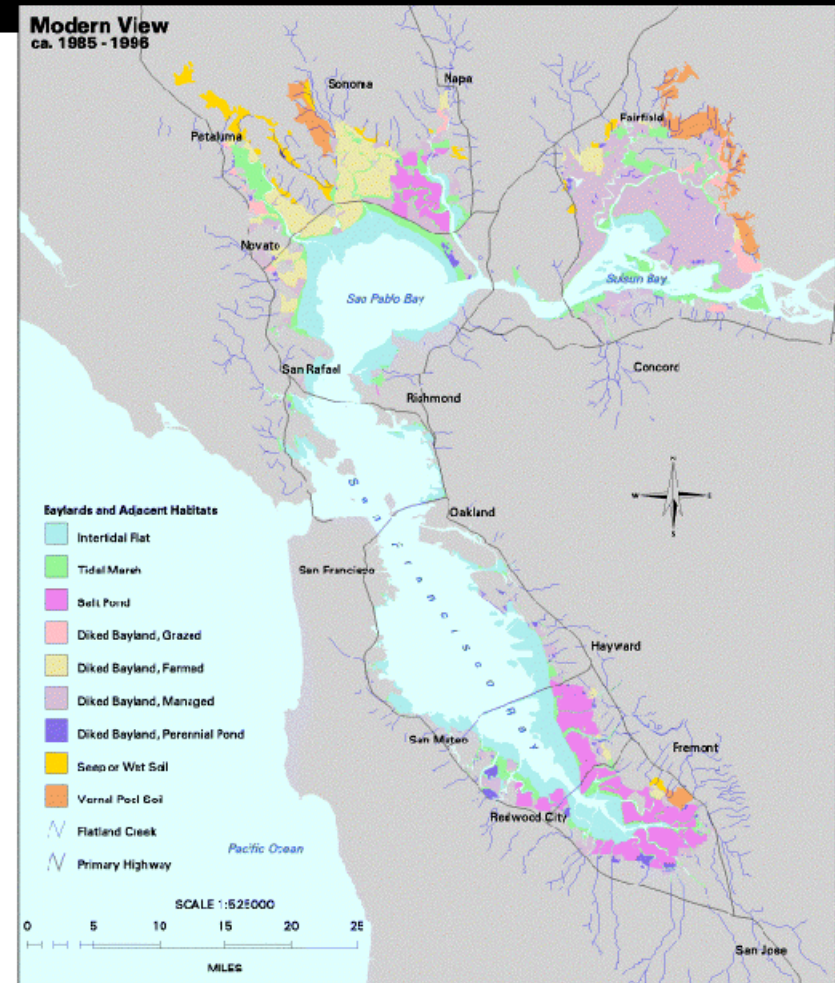 Modern View
ca. 1985 - 1996
Napa
Sonoma
Fairfield
Petaluma
Novato
San Pablo Bay
Suisun Bay
San Rafael
Concord
Richmond
N
W
E
S
Oakland
San Francisco
San Francisco Bay
Hayward
San Mateo
Fremont
Redwood City
San Jose
Pacific Ocean
Baylands and Adjacent Habitats
Intertidal Flat
Tidal Marsh
Salt Pond
Diked Bayland, Grazed
Diked Bayland, Farmed
Diked Bayland, Managed
Diked Bayland, Perennial Pond
Seep or Wet Soil
Vernal Pool Soil
Flatland Creek
Primary Highway
SCALE 1:525000
0 5 10 15 20 25
MILES